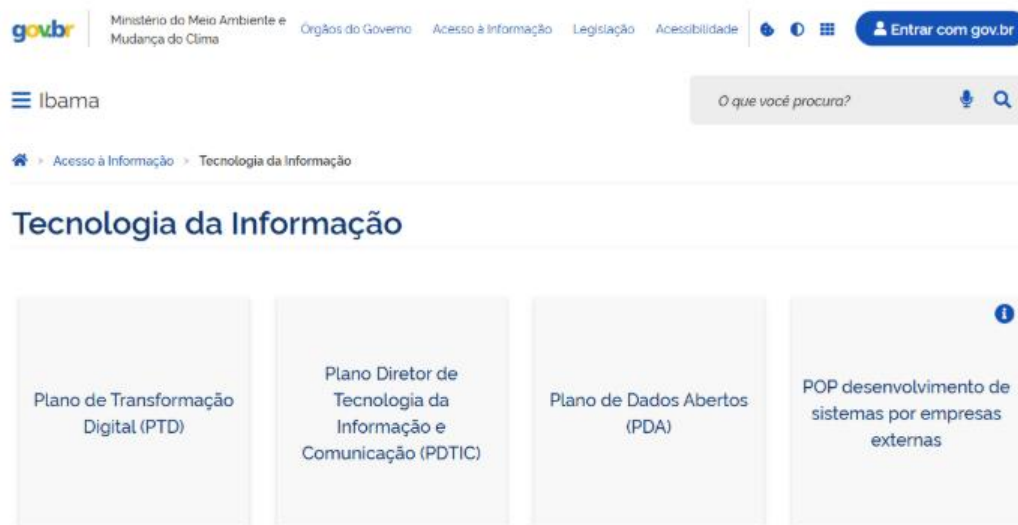 gov.br
Ministério do Meio Ambiente e
Mudança do Clima
Órgãos do Governo
Acesso à Informação
Legislação
Acessibilidade
Entrar com gov.br
Ibama
O que você procura?
Acesso à Informação > Tecnologia da Informação
Tecnologia da Informação
Plano de Transformação
Digital (PTD)
Plano Diretor de
Tecnologia da
Informação e
Comunicação (PDTIC)
Plano de Dados Abertos
(PDA)
POP desenvolvimento de
sistemas por empresas
externas